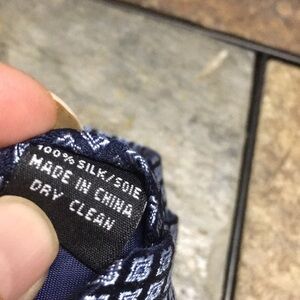 100% SILK/SOIE
MADE IN CHINA
DRY CLEAN